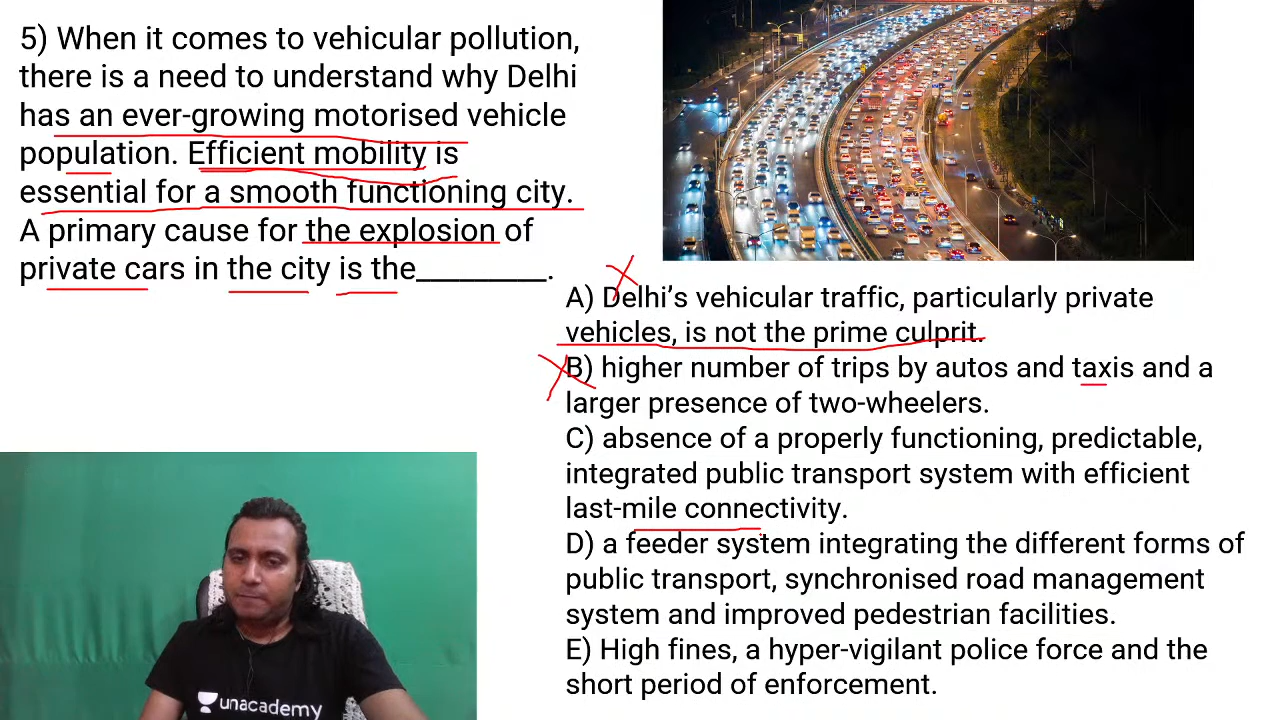 5) When it comes to vehicular pollution,
there is a need to understand why Delhi
has an ever-growing motorised vehicle
population. Efficient mobility is
essential for a smooth functioning city.
A primary cause for the explosion of
private cars in the city is the_________.
A) Delhi’s vehicular traffic, particularly private
vehicles, is not the prime culprit.
B) higher number of trips by autos and taxis and a
larger presence of two-wheelers.
C) absence of a properly functioning, predictable,
integrated public transport system with efficient
last-mile connectivity.
D) a feeder system integrating the different forms of
public transport, synchronised road management
system and improved pedestrian facilities.
E) High fines, a hyper-vigilant police force and the
short period of enforcement.
unacademy